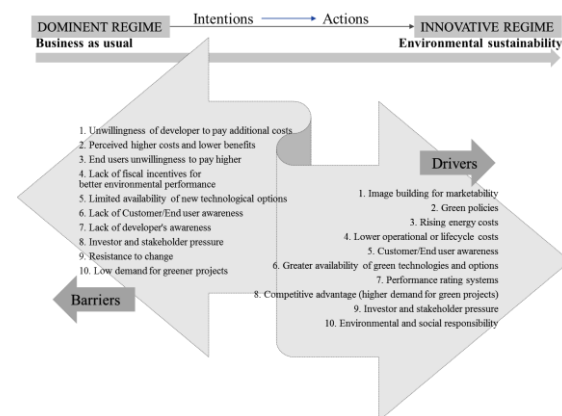 DOMINENT REGIME
Intentions
Actions
INNOVATIVE REGIME
Business as usual
Environmental sustainability
1. Unwillingness of developer to pay additional costs
2. Perceived higher costs and lower benefits
3. End users unwillingness to pay higher
4. Lack of fiscal incentives for
better environmental performance
5. Limited availability of new technological options
6. Lack of Customer/End user awareness
7. Lack of developer's awareness
8. Investor and stakeholder pressure
9. Resistance to change
10. Low demand for greener projects
Barriers
Drivers
1. Image building for marketability
2. Green policies
3. Rising energy costs
4. Lower operational or lifecycle costs
5. Customer/End user awareness
6. Greater availability of green technologies and options
7. Performance rating systems
8. Competitive advantage (higher demand for green projects)
9. Investor and stakeholder pressure
10. Environmental and social responsibility